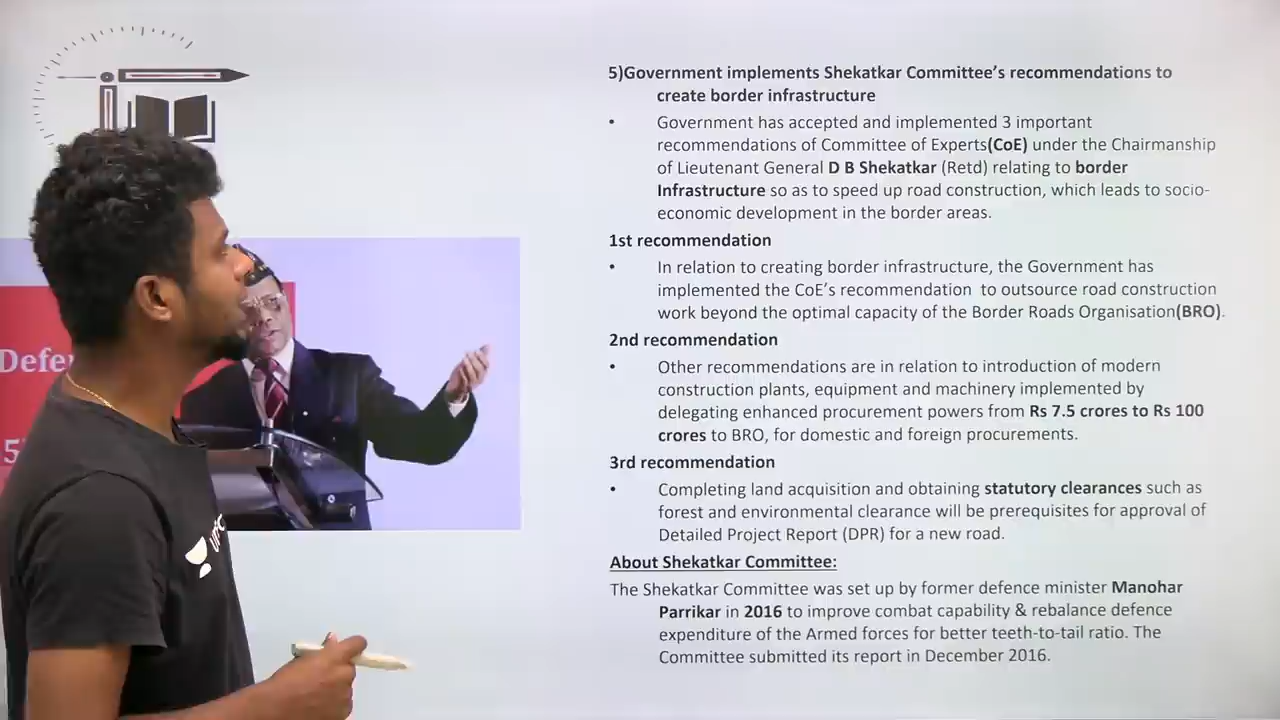 5)Government implements Shekatkar Committee's recommendations to
create border infrastructure
• Government has accepted and implemented 3 important
recommendations of Committee of Experts(CoE) under the Chairmanship
of Lieutenant General D B Shekatkar (Retd) relating to border
Infrastructure so as to speed up road construction, which leads to socio-
economic development in the border areas.
1st recommendation
• In relation to creating border infrastructure, the Government has
implemented the CoE's recommendation to outsource road construction
work beyond the optimal capacity of the Border Roads Organisation(BRO).
2nd recommendation
• Other recommendations are in relation to introduction of modern
construction plants, equipment and machinery implemented by
delegating enhanced procurement powers from Rs 7.5 crores to Rs 100
crores to BRO, for domestic and foreign procurements.
3rd recommendation
• Completing land acquisition and obtaining statutory clearances such as
forest and environmental clearance will be prerequisites for approval of
Detailed Project Report (DPR) for a new road.
About Shekatkar Committee:
The Shekatkar Committee was set up by former defence minister Manohar
Parrikar in 2016 to improve combat capability & rebalance defence
expenditure of the Armed forces for better teeth-to-tail ratio. The
Committee submitted its report in December 2016.